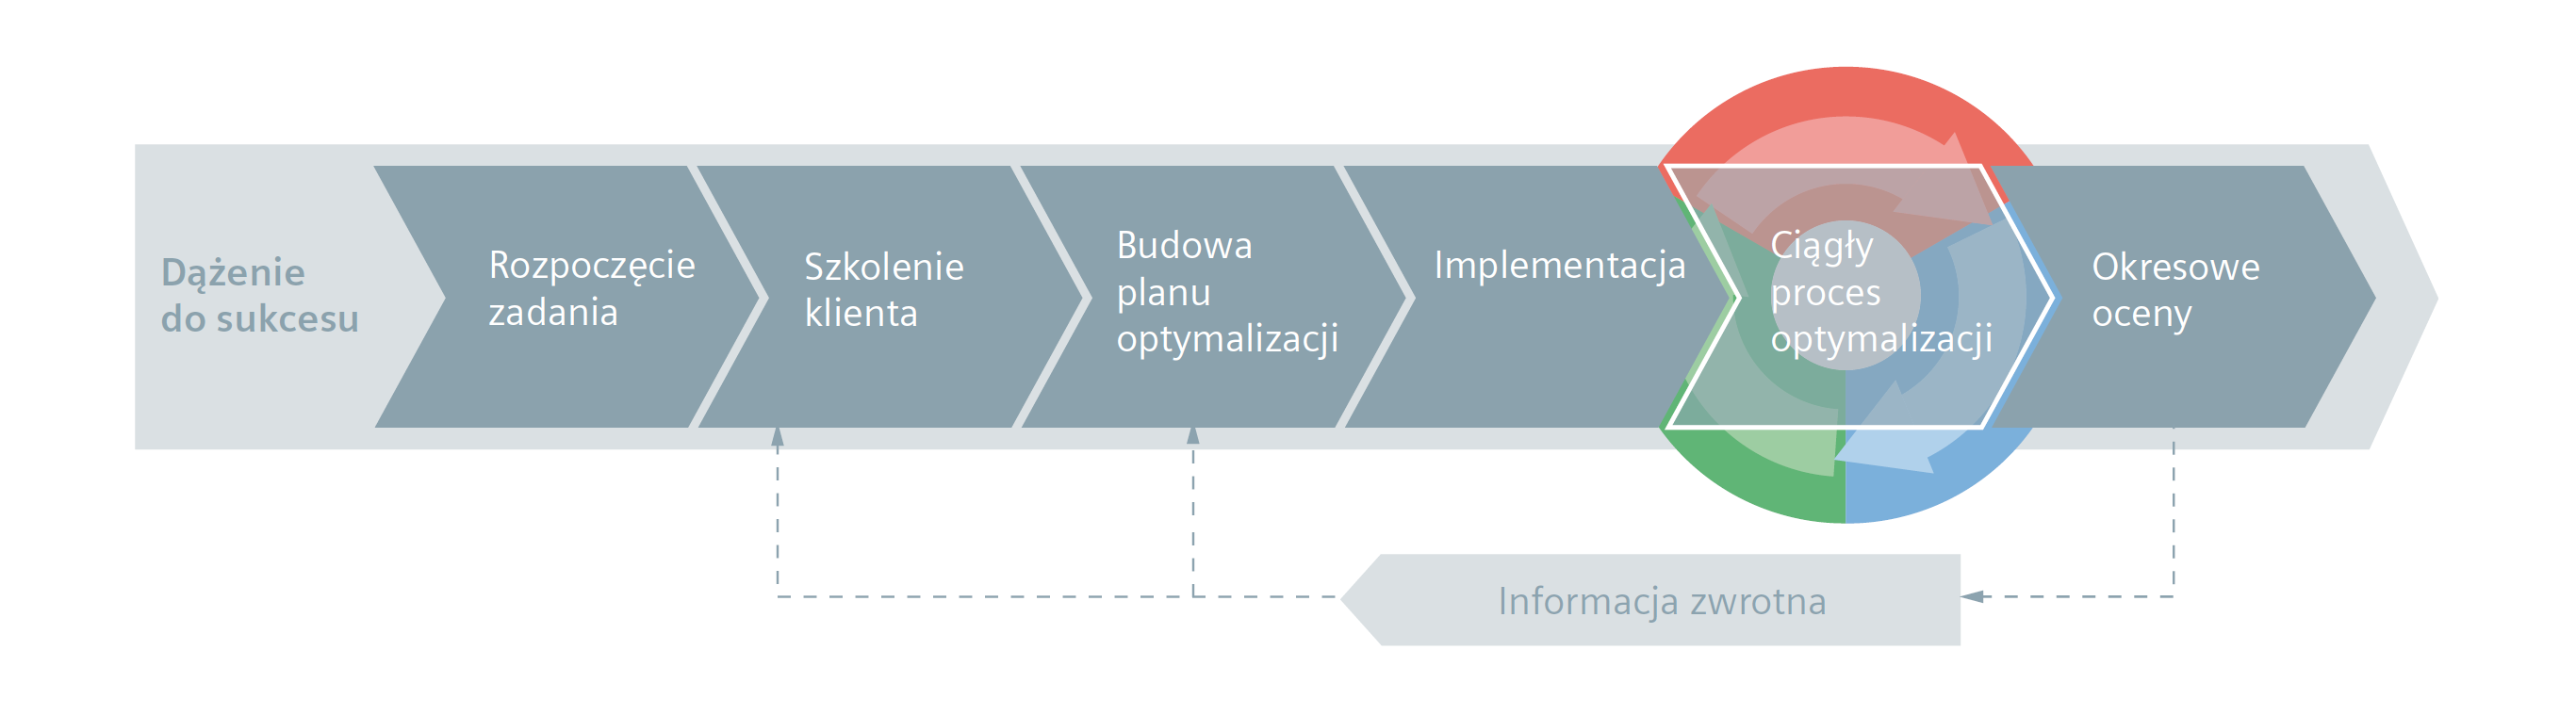 Dążenie
do sukcesu
Rozpoczęcie
zadania
Szkolenie
klienta
Budowa
planu
optymalizacji
Implementacja
Ciągły
proces
optymalizacji
Okresowe
oceny
Informacja zwrotna